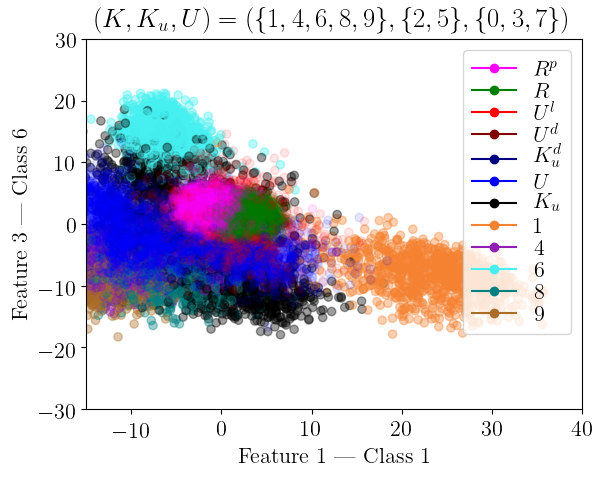 (K, K_u, U) = ({1, 4, 6, 8, 9}, {2, 5}, {0, 3, 7})
30
20
10
0
−10
−20
−30
Feature 3 — Class 6
R^p
R
U^l
U^d
K_u^d
U
K_u
1
4
6
8
9
−10
0
10
20
30
40
Feature 1 — Class 1